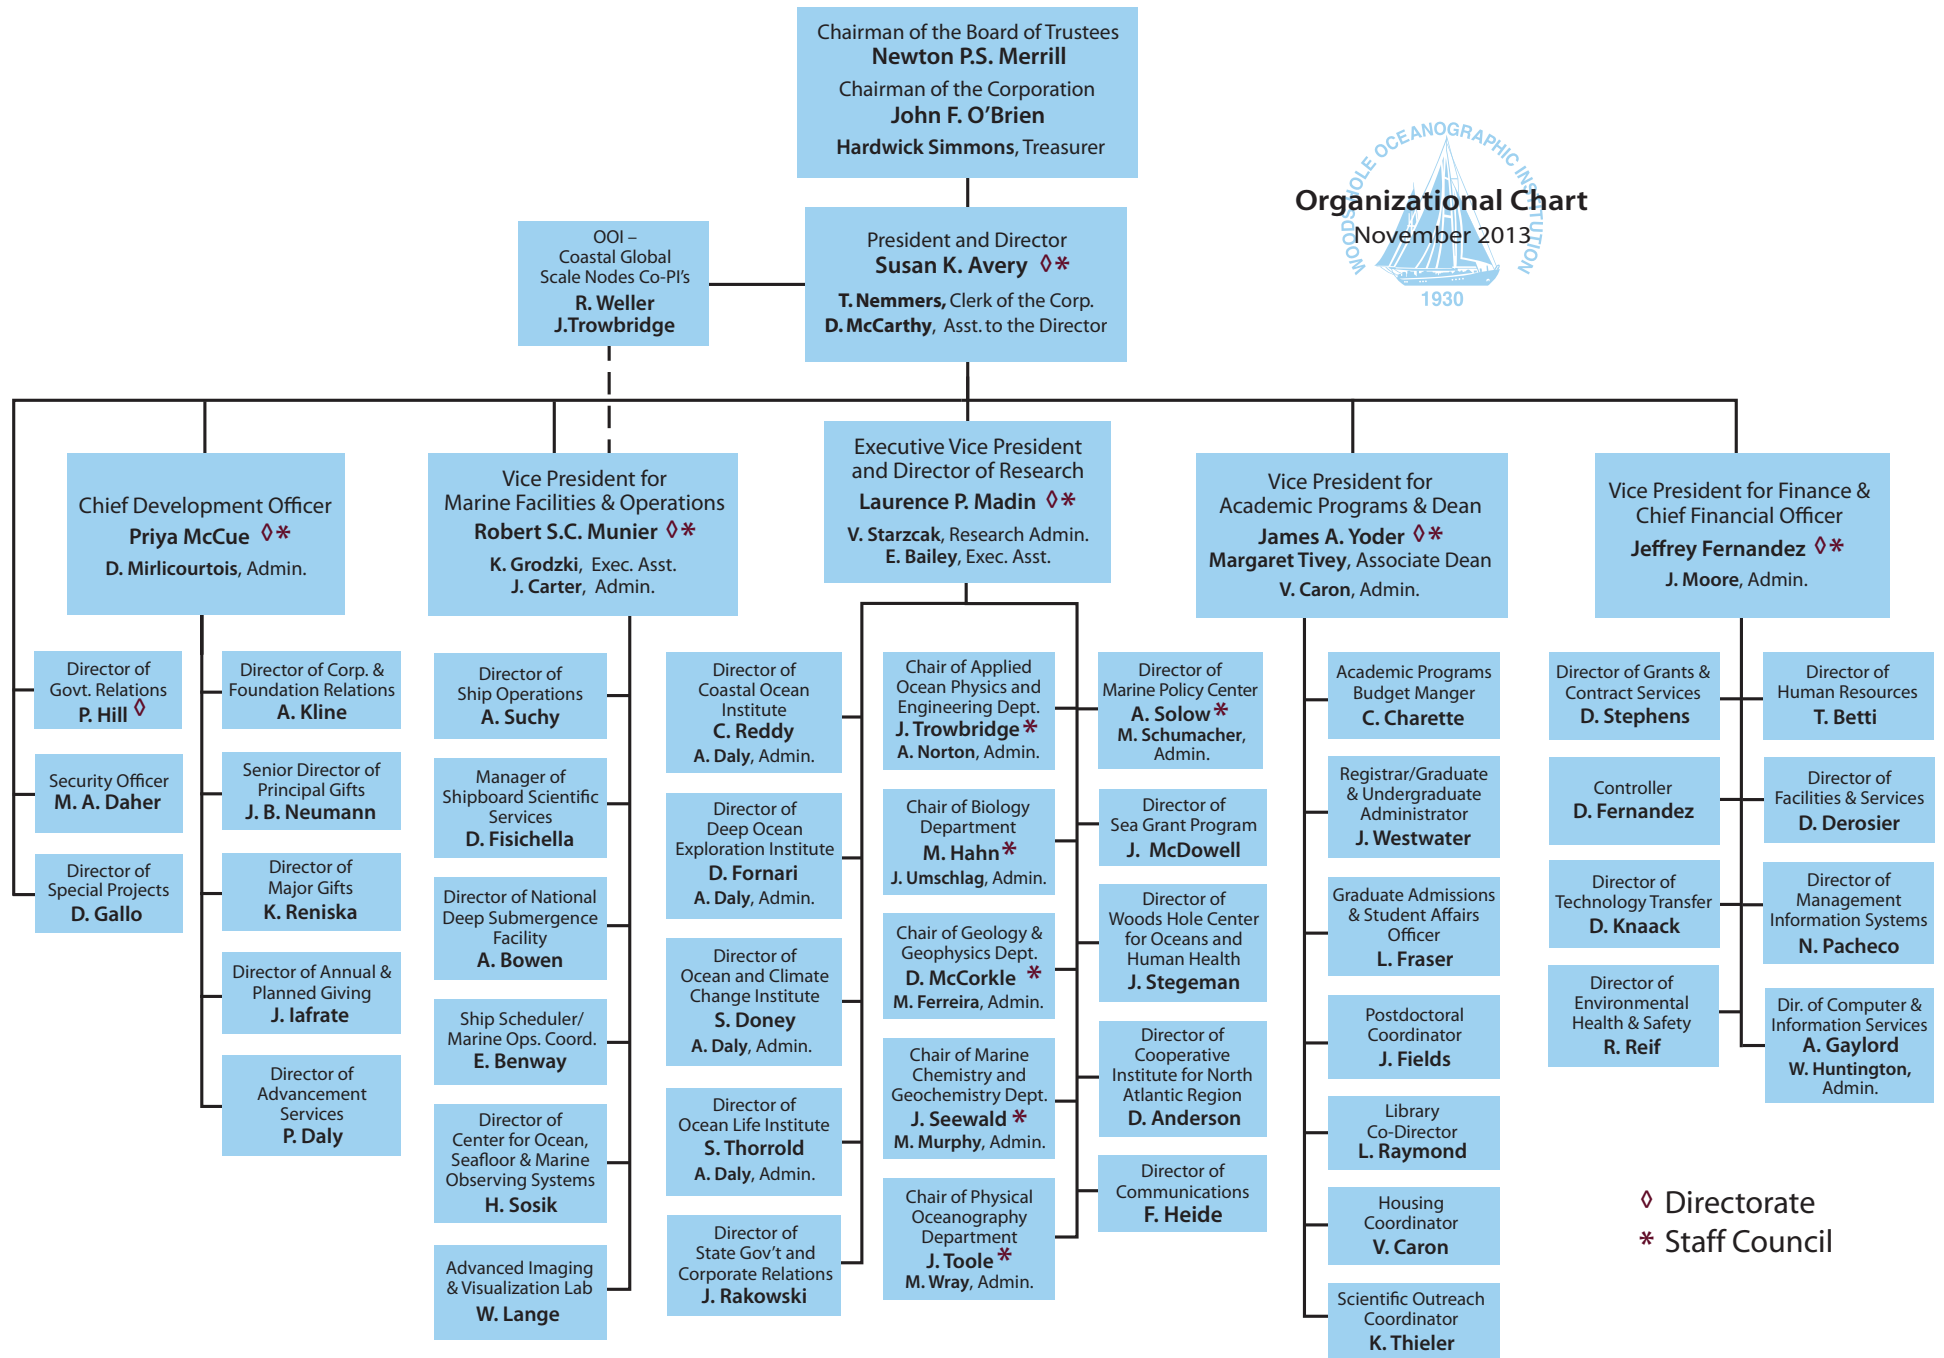 Chairman of the Board of Trustees
Newton P.S. Merrill
Chairman of the Corporation
John F. O'Brien
Hardwick Simmons, Treasurer
WOODS HOLE OCEANOGRAPHIC INSTITUTION
Organizational Chart
November 2013
1930
OOI –
Coastal Global
Scale Nodes Co-PI's
R. Weller
J.Trowbridge
President and Director
Susan K. Avery ◊*
T. Nemmers, Clerk of the Corp.
D. McCarthy, Asst. to the Director
Chief Development Officer
Priya McCue ◊*
D. Mirlicourtois, Admin.
Vice President for
Marine Facilities & Operations
Robert S.C. Munier ◊*
K. Grodzki, Exec. Asst.
J. Carter, Admin.
Executive Vice President
and Director of Research
Laurence P. Madin ◊*
V. Starzcak, Research Admin.
E. Bailey, Exec. Asst.
Vice President for
Academic Programs & Dean
James A. Yoder ◊*
Margaret Tivey, Associate Dean
V. Caron, Admin.
Vice President for Finance &
Chief Financial Officer
Jeffrey Fernandez ◊*
J. Moore, Admin.
Director of
Govt. Relations
P. Hill ◊
Security Officer
M. A. Daher
Director of
Special Projects
D. Gallo
Director of Corp. &
Foundation Relations
A. Kline
Senior Director of
Principal Gifts
J. B. Neumann
Director of
Major Gifts
K. Reniska
Director of Annual &
Planned Giving
J. Iafrate
Director of
Advancement
Services
P. Daly
Director of
Ship Operations
A. Suchy
Manager of
Shipboard Scientific
Services
D. Fisichella
Director of National
Deep Submergence
Facility
A. Bowen
Ship Scheduler/
Marine Ops. Coord.
E. Benway
Director of
Center for Ocean,
Seafloor & Marine
Observing Systems
H. Sosik
Advanced Imaging
& Visualization Lab
W. Lange
Director of
Coastal Ocean
Institute
C. Reddy
A. Daly, Admin.
Director of
Deep Ocean
Exploration Institute
D. Fornari
A. Daly, Admin.
Director of
Ocean and Climate
Change Institute
S. Doney
A. Daly, Admin.
Director of
Ocean Life Institute
S. Thorrold
A. Daly, Admin.
Director of
State Gov't and
Corporate Relations
J. Rakowski
Chair of Applied
Ocean Physics and
Engineering Dept.
J. Trowbridge *
A. Norton, Admin.
Chair of Biology
Department
M. Hahn *
J. Umschlag, Admin.
Chair of Geology &
Geophysics Dept.
D. McCorkle *
M. Ferreira, Admin.
Chair of Marine
Chemistry and
Geochemistry Dept.
J. Seewald *
M. Murphy, Admin.
Chair of Physical
Oceanography
Department
J. Toole *
M. Wray, Admin.
Director of
Marine Policy Center
A. Solow *
M. Schumacher,
Admin.
Director of
Sea Grant Program
J. McDowell
Director of
Woods Hole Center
for Oceans and
Human Health
J. Stegeman
Director of
Cooperative
Institute for North
Atlantic Region
D. Anderson
Director of
Communications
F. Heide
Academic Programs
Budget Manger
C. Charette
Registrar/Graduate
& Undergraduate
Administrator
J. Westwater
Graduate Admissions
& Student Affairs
Officer
L. Fraser
Postdoctoral
Coordinator
J. Fields
Library
Co-Director
L. Raymond
Housing
Coordinator
V. Caron
Scientific Outreach
Coordinator
K. Thieler
Director of Grants &
Contract Services
D. Stephens
Controller
D. Fernandez
Director of
Technology Transfer
D. Knaack
Director of
Environmental
Health & Safety
R. Reif
Director of
Human Resources
T. Betti
Director of
Facilities & Services
D. Derosier
Director of
Management
Information Systems
N. Pacheco
Dir. of Computer &
Information Services
A. Gaylord
W. Huntington,
Admin.
◊ Directorate
* Staff Council